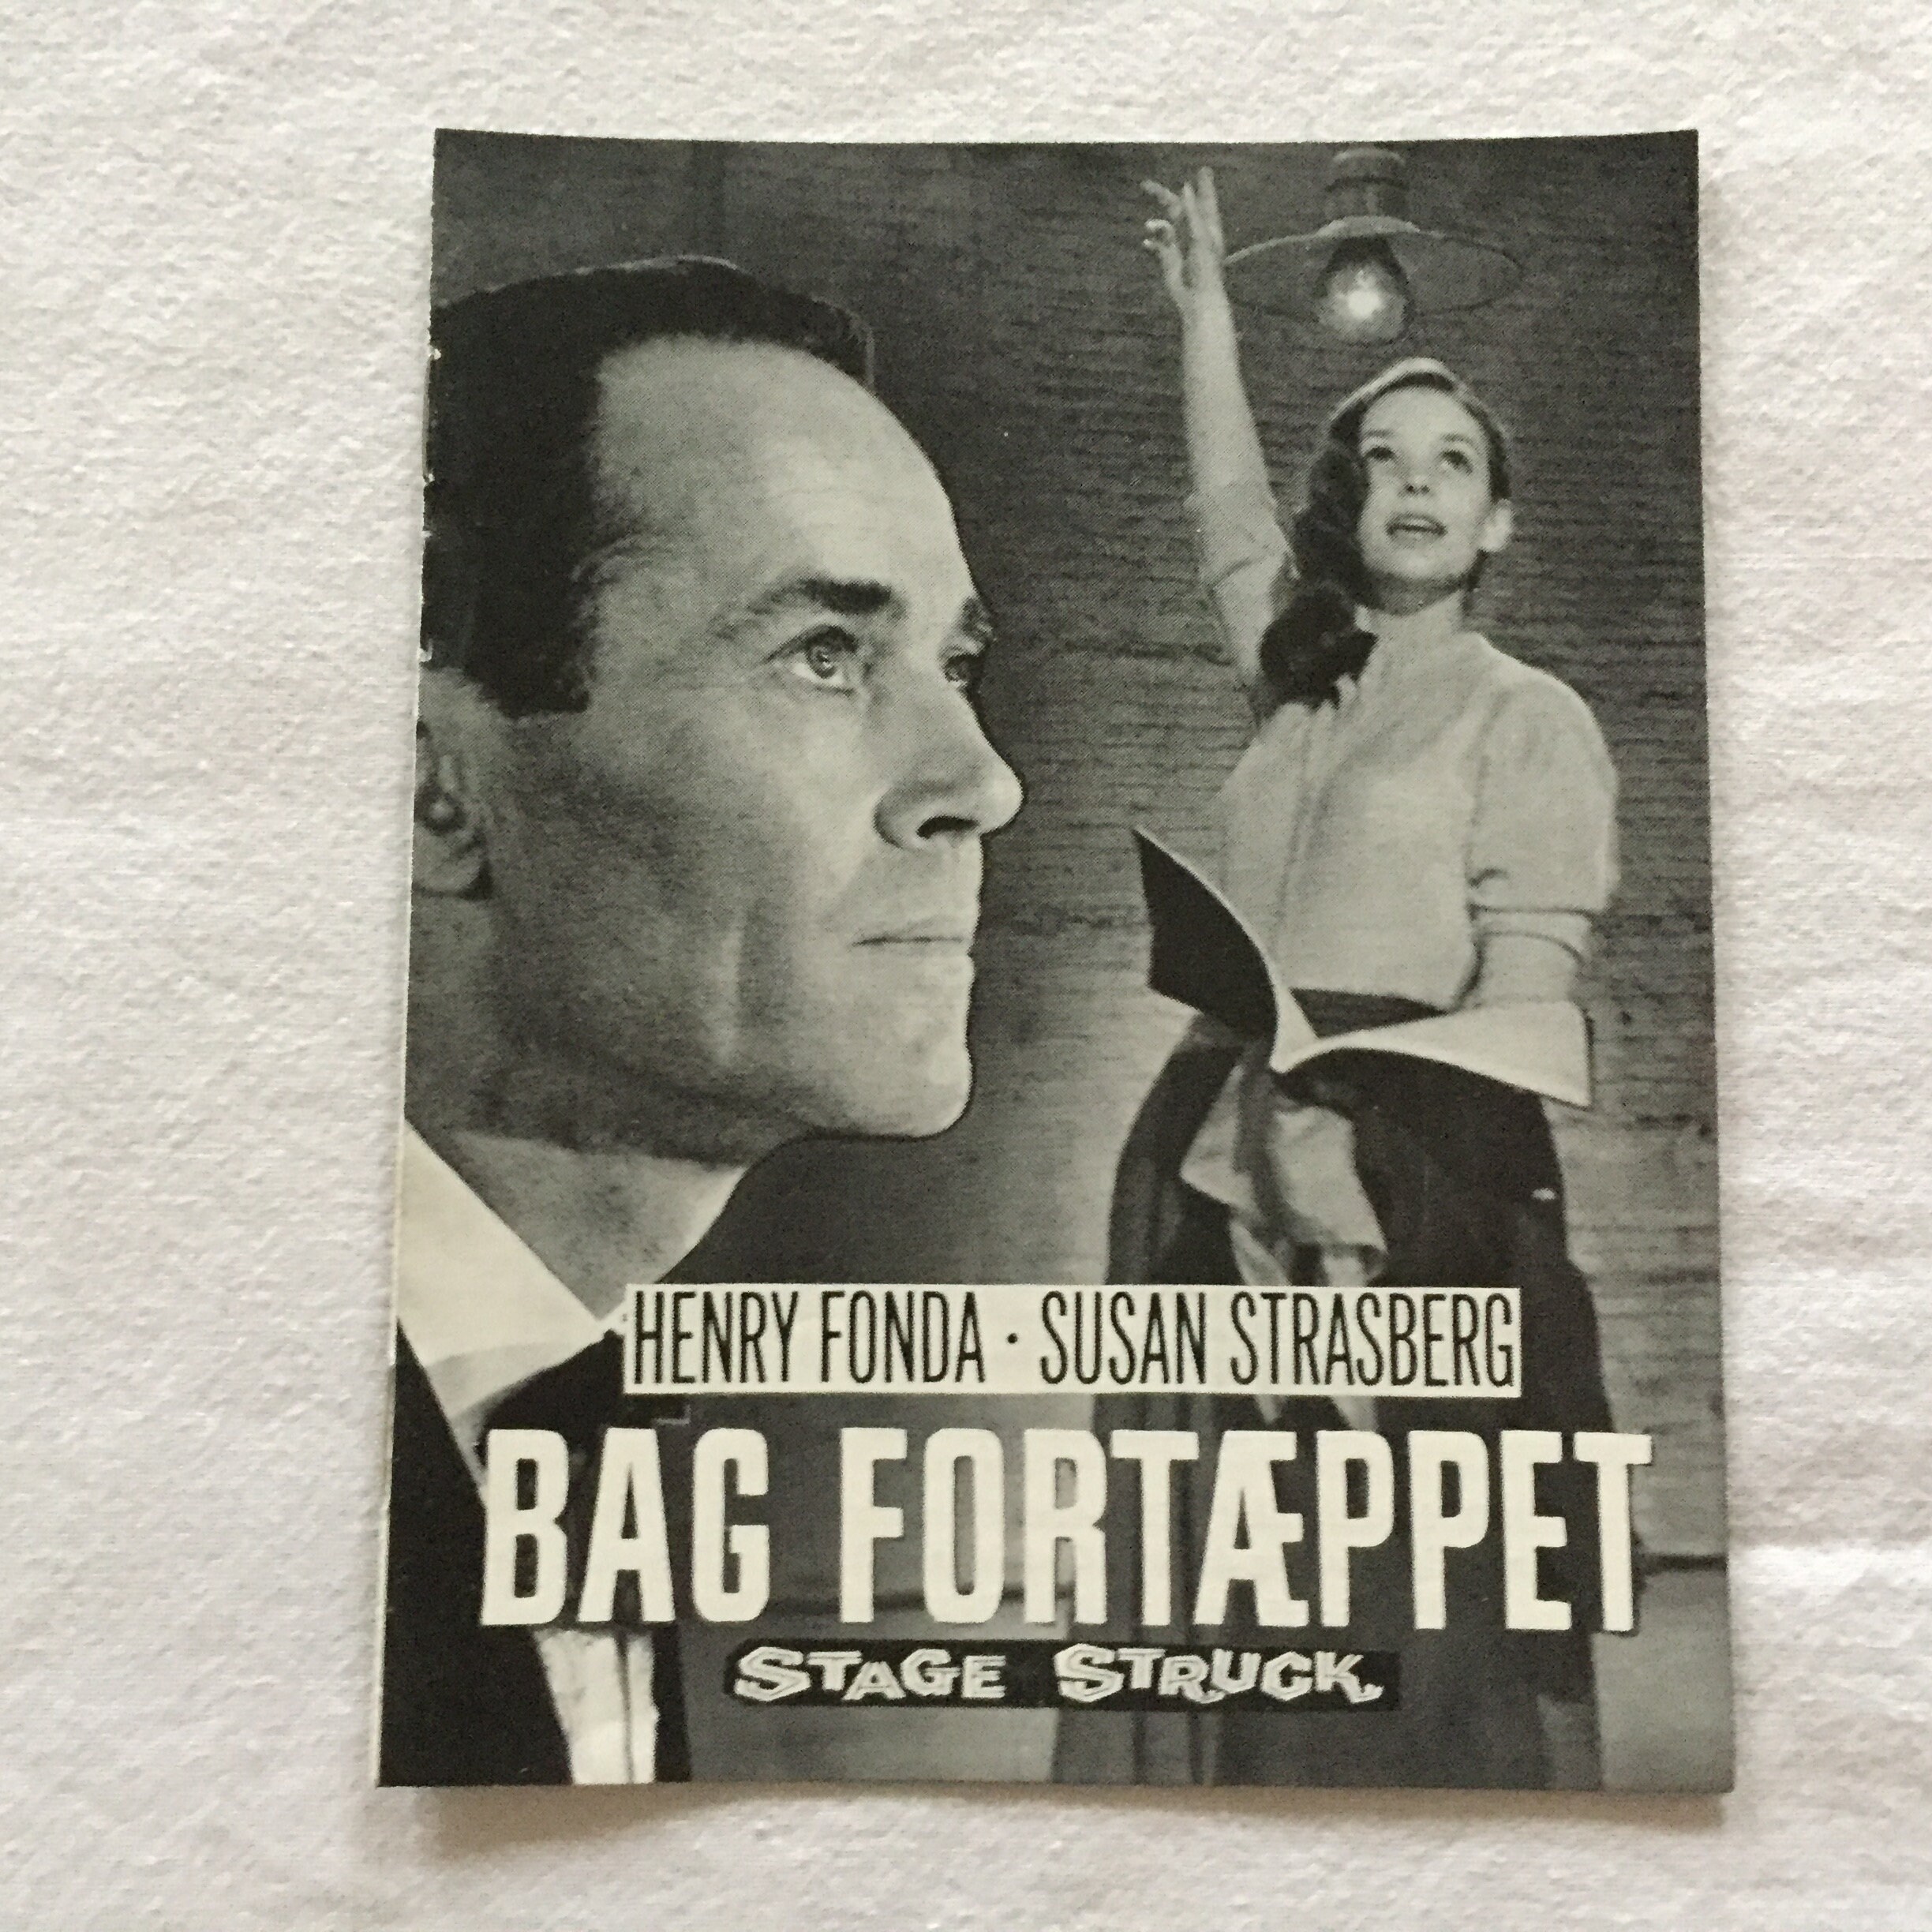 HENRY FONDA · SUSAN STRASBERG
BAG FORTÆPPET
STAGE STRUCK